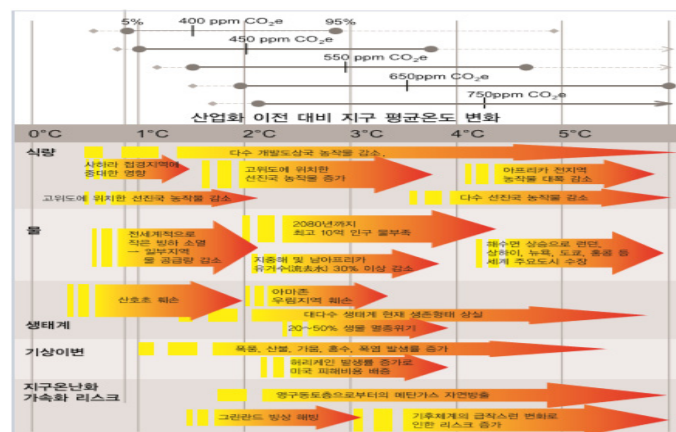 5%
400 ppm CO₂e
95%
450 ppm CO₂e
550 ppm CO₂e
650ppm CO₂e
750ppm CO₂e
산업화 이전 대비 지구 평균온도 변화
0°C 1°C 2°C 3°C 4°C 5°C
식량
다수 개발도상국 농작물 감소,
사하라 접경지역에
중대한 영향
고위도에 위치한
선진국 농작물 증가
아프리카 전지역
농작물 대폭 감소
고위도에 위치한 선진국 농작물 감소
다수 선진국 농작물 감소
물
전세계적으로
작은 빙하 소멸
→ 일부지역
물 공급량 감소
2080년까지
최고 10억 인구 물부족
지중해 및 남아프리카
유거수(流去水) 30% 이상 감소
해수면 상승으로 런던,
상하이, 뉴욕, 도쿄, 홍콩 등
세계 주요도시 수장
산호초 훼손
아마존
우림지역 훼손
대다수 생태계 현재 생존형태 상실
생태계
20~50% 생물 멸종위기
기상이변
폭풍, 산불, 가뭄, 홍수, 폭염 발생률 증가
허리케인 발생률 증가로
미국 피해비용 배증
지구온난화
가속화 리스크
영구동토층으로부터의 메탄가스 자연방출
그린란드 빙상 해빙
기후체계의 급작스런 변화로
인한 리스크 증가